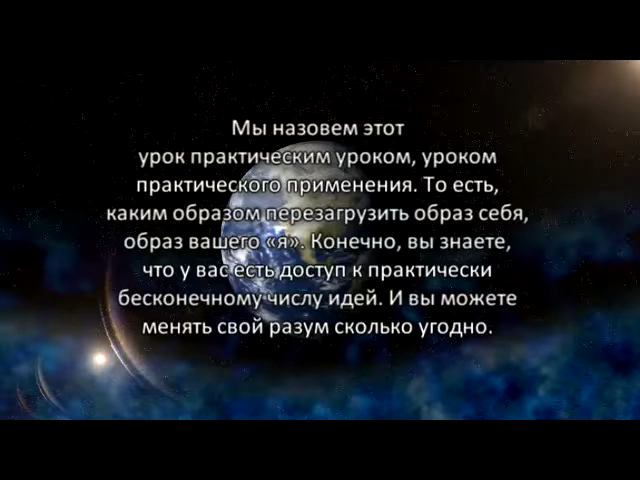 Мы назовем этот
урок практическим уроком, уроком
практического применения. То есть,
каким образом перезагрузить образ себя,
образ вашего «я». Конечно, вы знаете,
что у вас есть доступ к практически
бесконечному числу идей. И вы можете
менять свой разум сколько угодно.